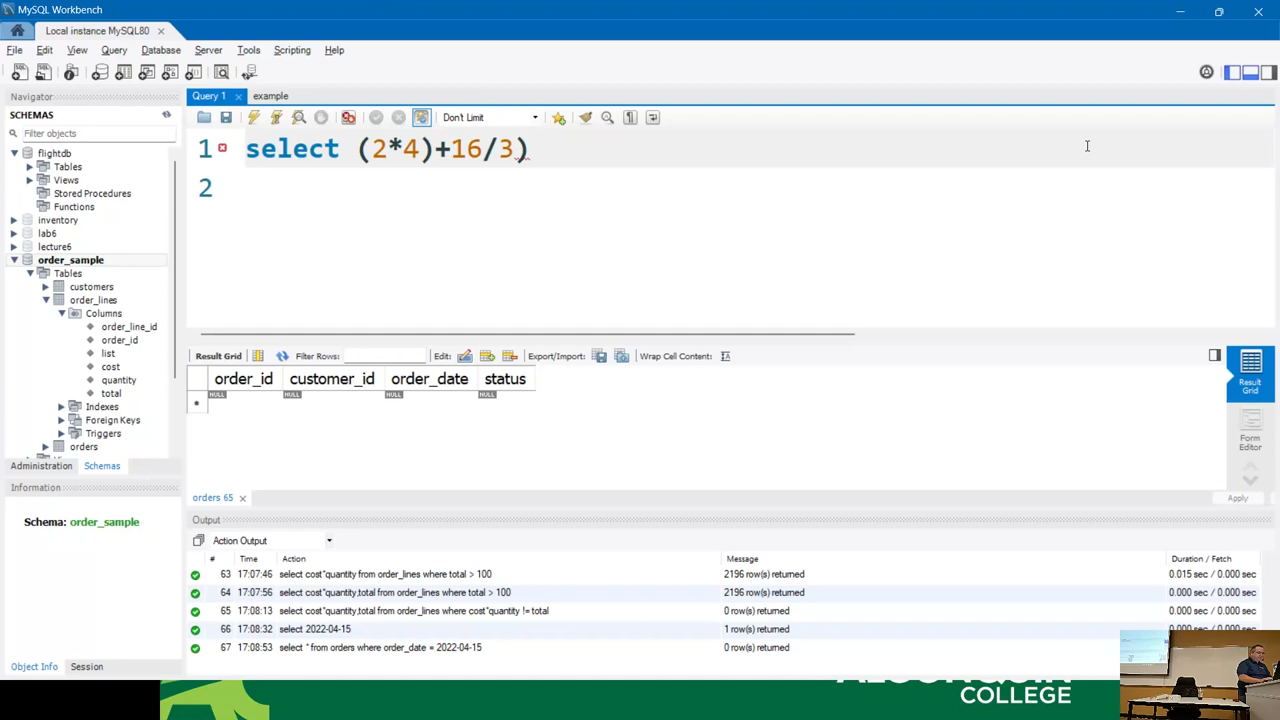 MySQL Workbench
Local instance MySQL80
File Edit View Query Database Server Tools Scripting Help
Navigator
SCHEMAS
Filter objects
flightdb
Tables
Views
Stored Procedures
Functions
inventory
lab6
lecture6
order_sample
Tables
customers
order_lines
Columns
order_line_id
order_id
list
cost
quantity
total
Indexes
Foreign Keys
Triggers
orders
Administration Schemas
Information
Schema: order_sample
Object Info Session
Query 1 example
Don't Limit
1 select (2*4)+16/3)
2
Result Grid Filter Rows: Edit: Export/Import: Wrap Cell Content:
order_id customer_id order_date status
NULL NULL NULL NULL
Result Grid
Form Editor
orders 65
Apply
Output
Action Output
# Time Action Message Duration / Fetch
63 17:07:46 select cost*quantity from order_lines where total > 100 2196 row(s) returned 0.015 sec / 0.000 sec
64 17:07:56 select cost*quantity,total from order_lines where total > 100 2196 row(s) returned 0.000 sec / 0.000 sec
65 17:08:13 select cost*quantity,total from order_lines where cost*quantity != total 0 row(s) returned 0.000 sec / 0.000 sec
66 17:08:32 select 2022-04-15 1 row(s) returned 0.000 sec / 0.000 sec
67 17:08:53 select * from orders where order_date = 2022-04-15 0 row(s) returned
COLLEGE